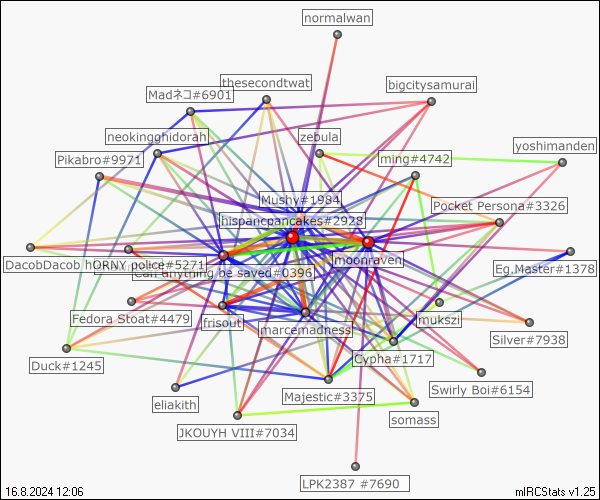 normalwan
thesecondtwat
bigcitysamurai
Madネコ#6901
neokingghidorah
zebula
yoshimanden
Pikabro#9971
ming#4742
Mushy#1984
Pocket Persona#3326
hispancpancakes#2928
moonraven
DacobDacob
hORNY police#5271
can anything be saved#0396
Eg.Master#1378
Fedora Stoat#4479
frisout
marcemadness
mukszi
Silver#7938
Duck#1245
Cypha#1717
Swirly Boi#6154
Majestic#3375
eliakith
somass
JKOUYH VIII#7034
LPK2387 #7690
16.8.2024 12:06
mIRCStats v1.25